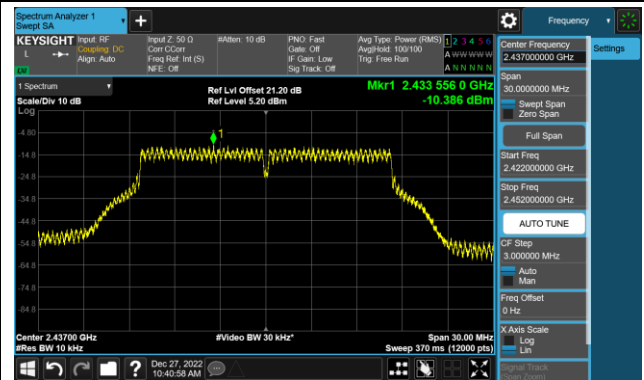 Spectrum Analyzer 1
Swept SA
Frequency
KEYSIGHT
L
Input: RF
Coupling: DC
Align: Auto
Input Z: 50 Ω
Corr CCorr
Freq Ref: Int (S)
NFE: Off
#Atten: 10 dB
PNO: Fast
Gate: Off
IF Gain: Low
Sig Track: Off
Avg Type: Power (RMS)
Avg|Hold: 100/100
Trig: Free Run
1 2 3 4 5 6
A W W W W W
A N N N N N
1 Spectrum
Scale/Div 10 dB
Log
Ref Lvl Offset 21.20 dB
Ref Level 5.20 dBm
Mkr1 2.433 556 0 GHz
-10.386 dBm
1
-4.80
-14.8
-24.8
-34.8
-44.8
-54.8
-64.8
-74.8
-84.8
Center 2.43700 GHz
#Res BW 10 kHz
#Video BW 30 kHz*
Span 30.00 MHz
Sweep 370 ms (12000 pts)
Center Frequency
2.437000000 GHz
Settings
Span
30.0000000 MHz
Swept Span
Zero Span
Full Span
Start Freq
2.422000000 GHz
Stop Freq
2.452000000 GHz
AUTO TUNE
CF Step
3.000000 MHz
Auto
Man
Freq Offset
0 Hz
X Axis Scale
Log
Lin
Signal Track
(Span Zoom)
?
Dec 27, 2022
10:40:58 AM